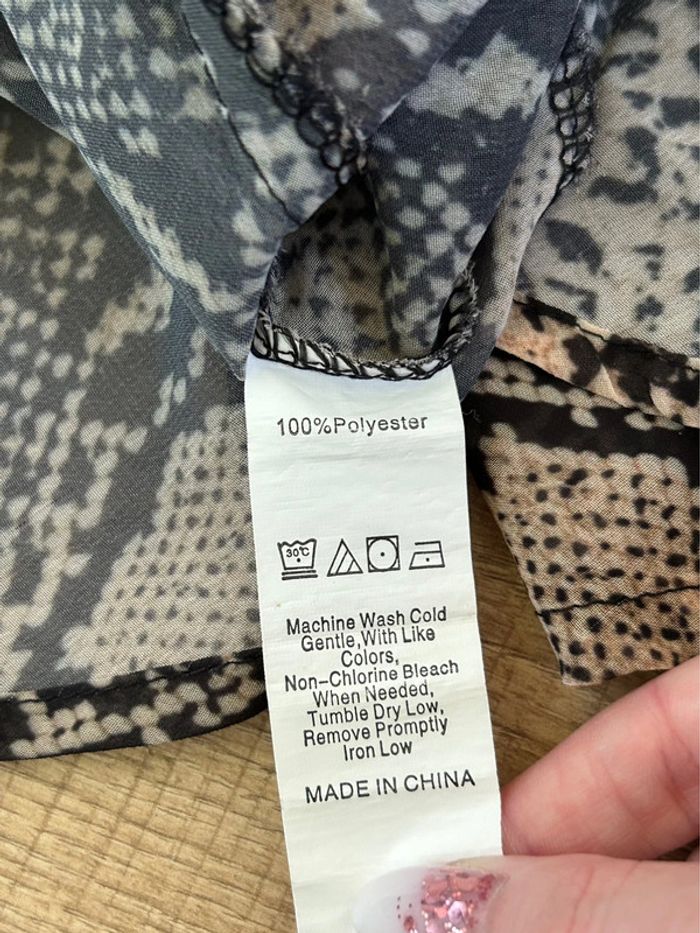 100%Polyester
30°C
Machine Wash Cold
Gentle,With Like
Colors,
Non-Chlorine Bleach
When Needed,
Tumble Dry Low,
Remove Promptly
Iron Low
MADE IN CHINA